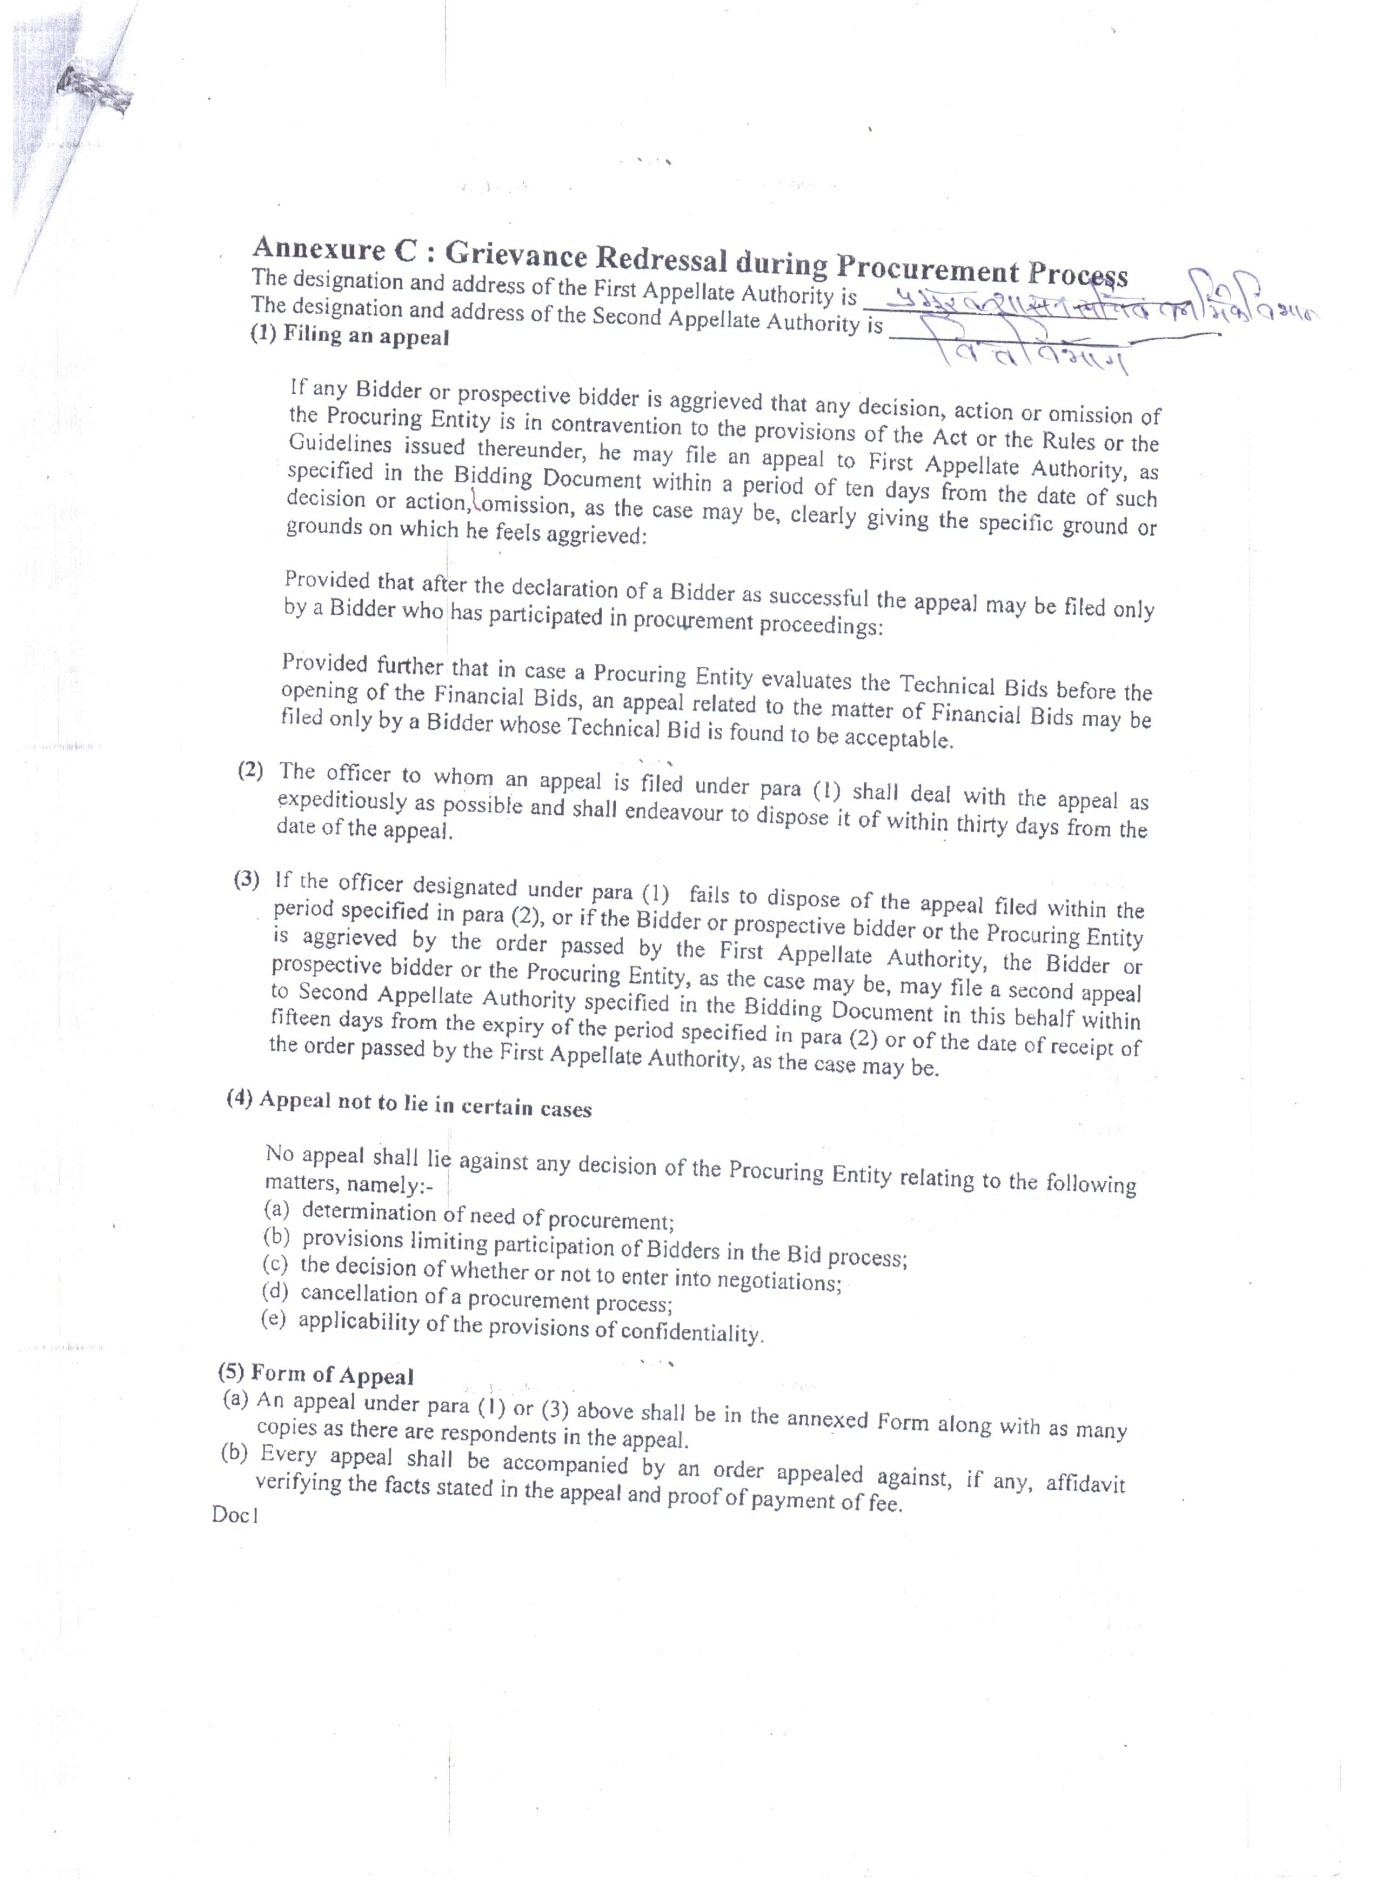 Annexure C : Grievance Redressal during Procurement Process
The designation and address of the First Appellate Authority is प्रमुख शासन सचिव कार्मिक विभाग
The designation and address of the Second Appellate Authority is वित्त विभाग
(1) Filing an appeal
If any Bidder or prospective bidder is aggrieved that any decision, action or omission of
the Procuring Entity is in contravention to the provisions of the Act or the Rules or the
Guidelines issued thereunder, he may file an appeal to First Appellate Authority, as
specified in the Bidding Document within a period of ten days from the date of such
decision or action, omission, as the case may be, clearly giving the specific ground or
grounds on which he feels aggrieved:
Provided that after the declaration of a Bidder as successful the appeal may be filed only
by a Bidder who has participated in procurement proceedings:
Provided further that in case a Procuring Entity evaluates the Technical Bids before the
opening of the Financial Bids, an appeal related to the matter of Financial Bids may be
filed only by a Bidder whose Technical Bid is found to be acceptable.
(2) The officer to whom an appeal is filed under para (1) shall deal with the appeal as
expeditiously as possible and shall endeavour to dispose it of within thirty days from the
date of the appeal.
(3) If the officer designated under para (1) fails to dispose of the appeal filed within the
period specified in para (2), or if the Bidder or prospective bidder or the Procuring Entity
is aggrieved by the order passed by the First Appellate Authority, the Bidder or
prospective bidder or the Procuring Entity, as the case may be, may file a second appeal
to Second Appellate Authority specified in the Bidding Document in this behalf within
fifteen days from the expiry of the period specified in para (2) or of the date of receipt of
the order passed by the First Appellate Authority, as the case may be.
(4) Appeal not to lie in certain cases
No appeal shall lie against any decision of the Procuring Entity relating to the following
matters, namely:-
(a) determination of need of procurement;
(b) provisions limiting participation of Bidders in the Bid process;
(c) the decision of whether or not to enter into negotiations;
(d) cancellation of a procurement process;
(e) applicability of the provisions of confidentiality.
(5) Form of Appeal
(a) An appeal under para (1) or (3) above shall be in the annexed Form along with as many
copies as there are respondents in the appeal.
(b) Every appeal shall be accompanied by an order appealed against, if any, affidavit
verifying the facts stated in the appeal and proof of payment of fee.
Doc1